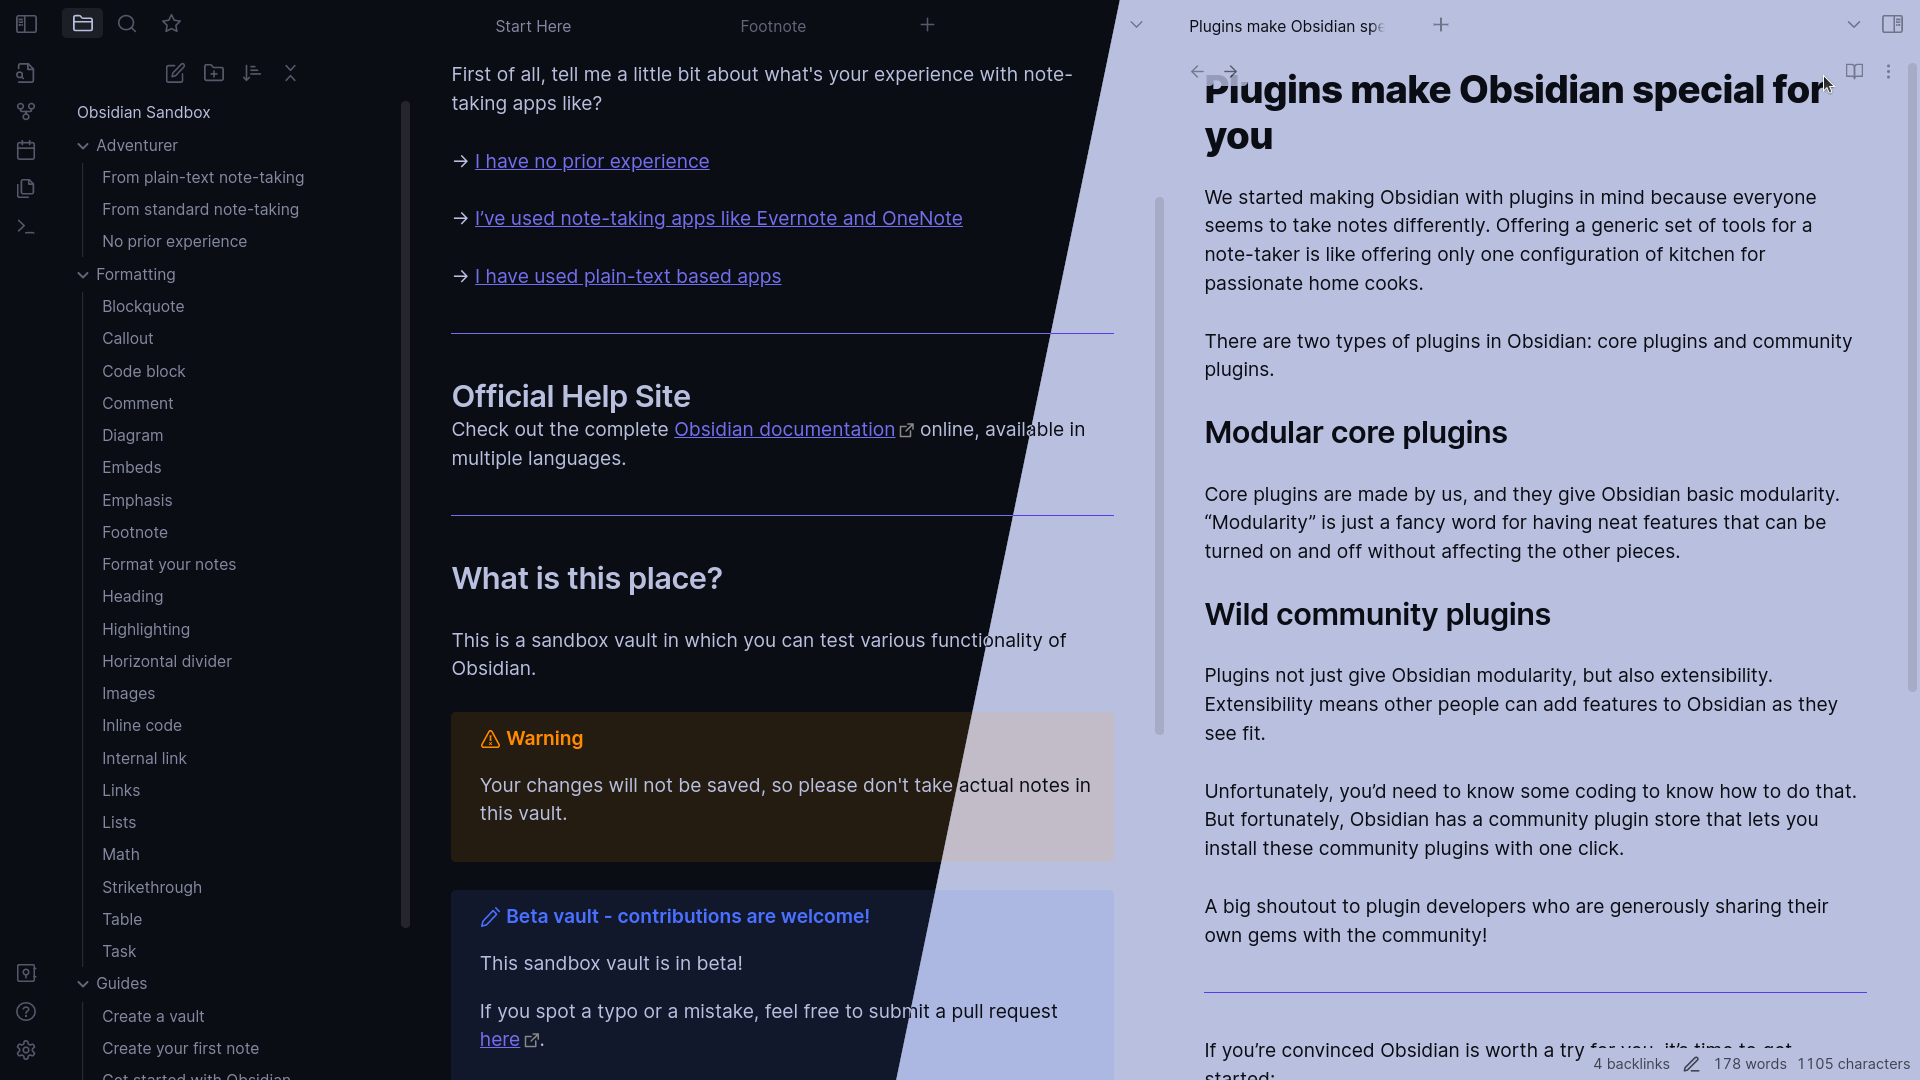 Start Here
Footnote
Plugins make Obsidian spe
Obsidian Sandbox
Adventurer
From plain-text note-taking
From standard note-taking
No prior experience
Formatting
Blockquote
Callout
Code block
Comment
Diagram
Embeds
Emphasis
Footnote
Format your notes
Heading
Highlighting
Horizontal divider
Images
Inline code
Internal link
Links
Lists
Math
Strikethrough
Table
Task
Guides
Create a vault
Create your first note
Get started with Obsidian
First of all, tell me a little bit about what's your experience with note-
taking apps like?
→ I have no prior experience
→ I’ve used note-taking apps like Evernote and OneNote
→ I have used plain-text based apps
Official Help Site
Check out the complete Obsidian documentation online, available in
multiple languages.
What is this place?
This is a sandbox vault in which you can test various functionality of
Obsidian.
Warning
Your changes will not be saved, so please don't take actual notes in
this vault.
Beta vault - contributions are welcome!
This sandbox vault is in beta!
If you spot a typo or a mistake, feel free to submit a pull request
here.
Plugins make Obsidian special for
you
We started making Obsidian with plugins in mind because everyone
seems to take notes differently. Offering a generic set of tools for a
note-taker is like offering only one configuration of kitchen for
passionate home cooks.
There are two types of plugins in Obsidian: core plugins and community
plugins.
Modular core plugins
Core plugins are made by us, and they give Obsidian basic modularity.
“Modularity” is just a fancy word for having neat features that can be
turned on and off without affecting the other pieces.
Wild community plugins
Plugins not just give Obsidian modularity, but also extensibility.
Extensibility means other people can add features to Obsidian as they
see fit.
Unfortunately, you’d need to know some coding to know how to do that.
But fortunately, Obsidian has a community plugin store that lets you
install these community plugins with one click.
A big shoutout to plugin developers who are generously sharing their
own gems with the community!
If you’re convinced Obsidian is worth a try for you, it’s time to get
started:
4 backlinks 178 words 1105 characters